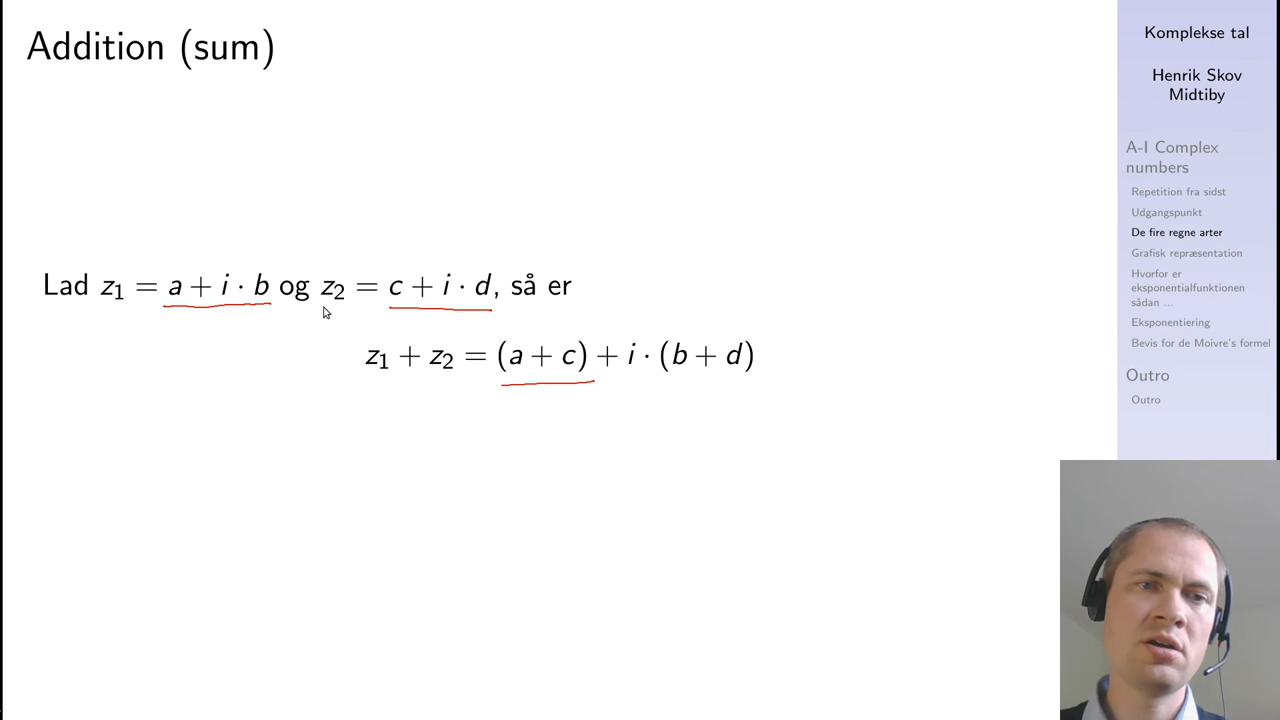 Addition (sum)
Lad z₁ = a + i · b og z₂ = c + i · d, så er
z₁ + z₂ = (a + c) + i · (b + d)
Komplekse tal
Henrik Skov
Midtiby
A-I Complex
numbers
Repetition fra sidst
Udgangspunkt
De fire regne arter
Grafisk repræsentation
Hvorfor er
eksponentialfunktionen
sådan ...
Eksponentiering
Bevis for de Moivre's formel
Outro
Outro